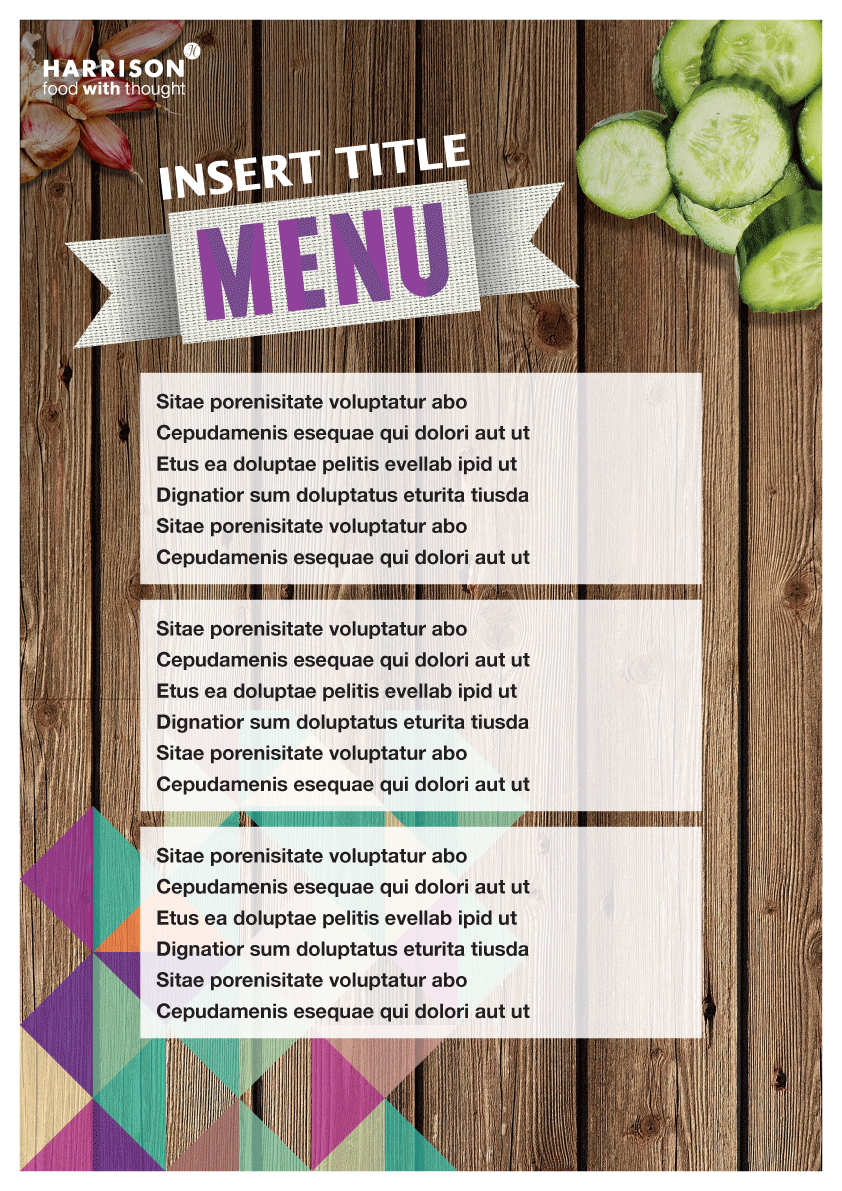 HARRISON H
food with thought
INSERT TITLE
MENU
Sitae porenisitate voluptatur abo
Cepudamenis esequae qui dolori aut ut
Etus ea doluptae pelitis evellab ipid ut
Dignatior sum doluptatus eturita tiusda
Sitae porenisitate voluptatur abo
Cepudamenis esequae qui dolori aut ut
Sitae porenisitate voluptatur abo
Cepudamenis esequae qui dolori aut ut
Etus ea doluptae pelitis evellab ipid ut
Dignatior sum doluptatus eturita tiusda
Sitae porenisitate voluptatur abo
Cepudamenis esequae qui dolori aut ut
Sitae porenisitate voluptatur abo
Cepudamenis esequae qui dolori aut ut
Etus ea doluptae pelitis evellab ipid ut
Dignatior sum doluptatus eturita tiusda
Sitae porenisitate voluptatur abo
Cepudamenis esequae qui dolori aut ut